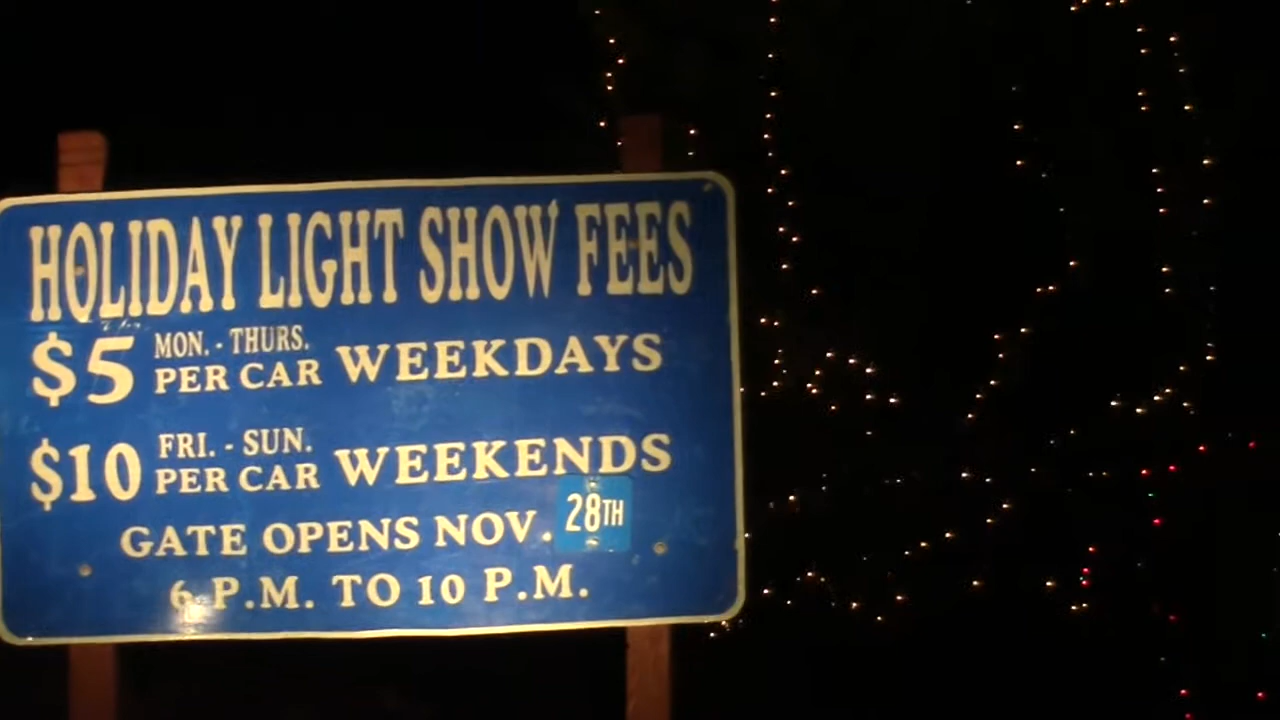 HOLIDAY LIGHT SHOW FEES
$5 MON. - THURS. PER CAR WEEKDAYS
$10 FRI. - SUN. PER CAR WEEKENDS
GATE OPENS NOV. 28TH
6 P.M. TO 10 P.M.